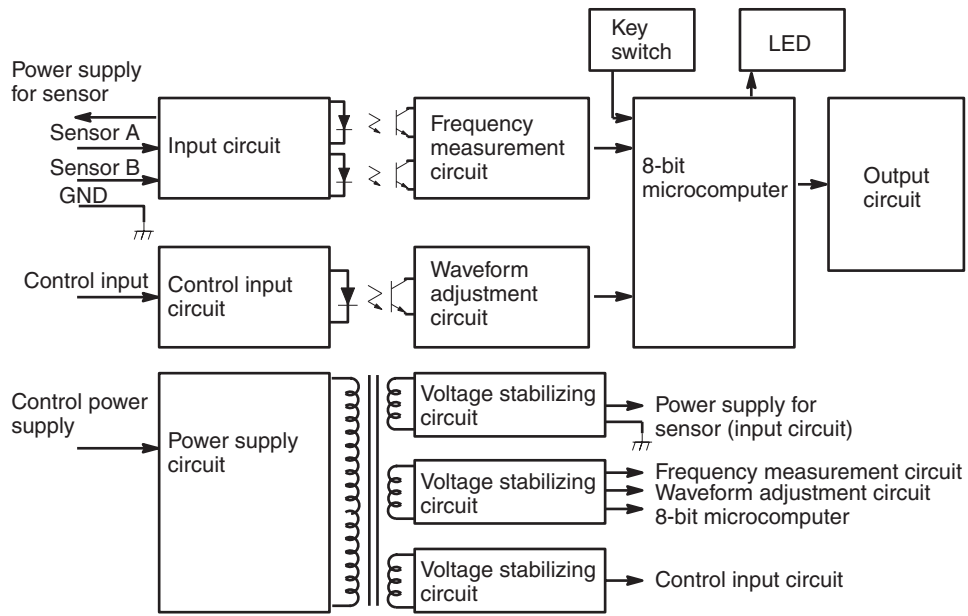 Key
switch
LED
Power supply
for sensor
Sensor A
Sensor B
GND
Input circuit
Frequency
measurement
circuit
8-bit
microcomputer
Output
circuit
Control input
Control input
circuit
Waveform
adjustment
circuit
Control power
supply
Power supply
circuit
Voltage stabilizing
circuit
Power supply for
sensor (input circuit)
Voltage stabilizing
circuit
Frequency measurement circuit
Waveform adjustment circuit
8-bit microcomputer
Voltage stabilizing
circuit
Control input circuit